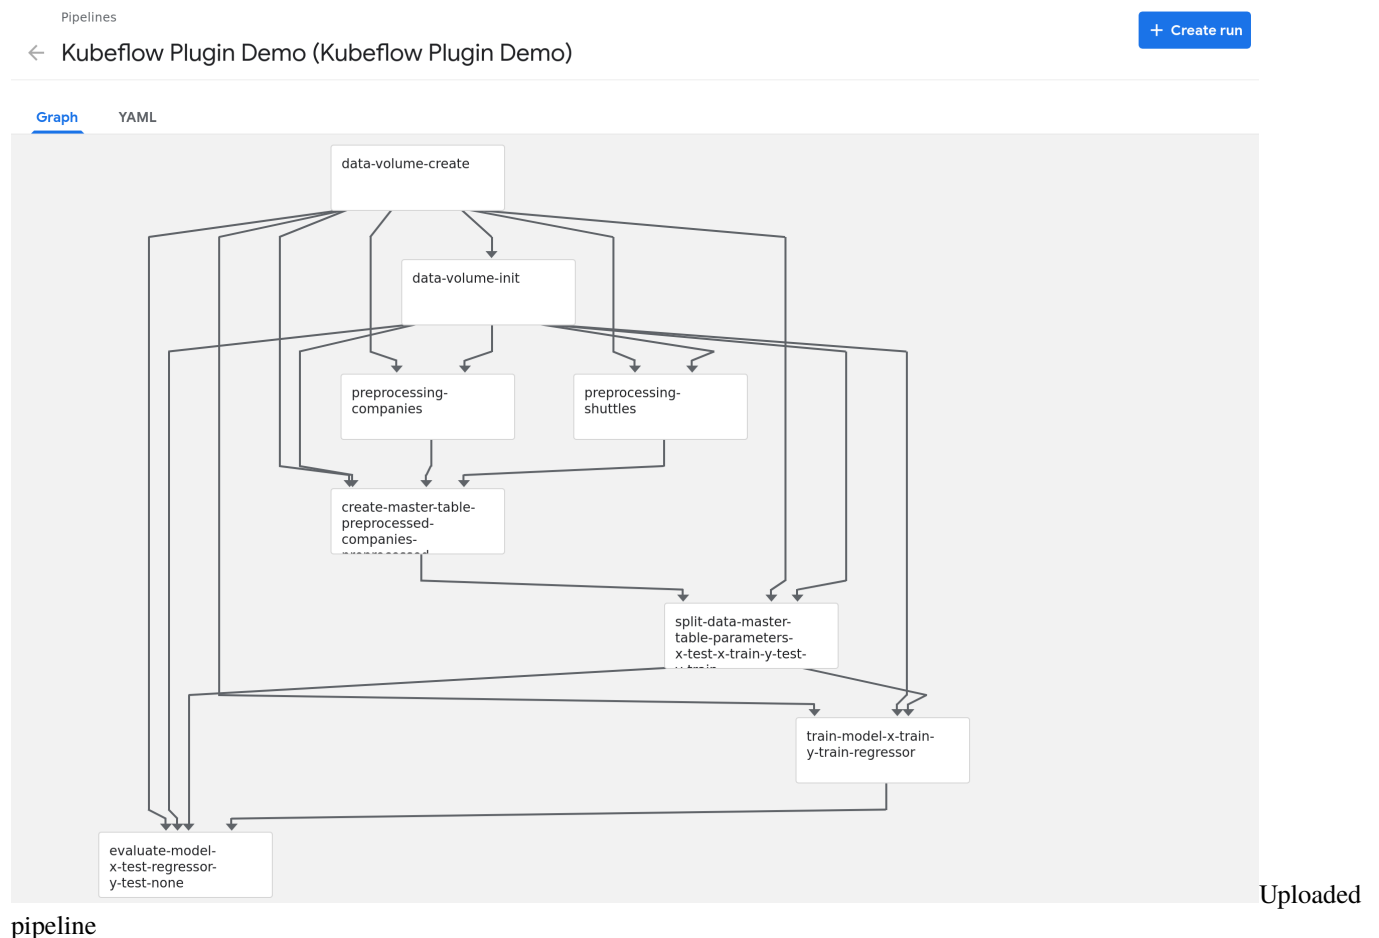 Pipelines
Kubeflow Plugin Demo (Kubeflow Plugin Demo)
+ Create run
Graph
YAML
data-volume-create
data-volume-init
preprocessing-
companies
preprocessing-
shuttles
create-master-table-
preprocessed-
companies-
preprocessed
split-data-master-
table-parameters-
x-test-x-train-y-test-
y-train
train-model-x-train-
y-train-regressor
evaluate-model-
x-test-regressor-
y-test-none
Uploaded
pipeline